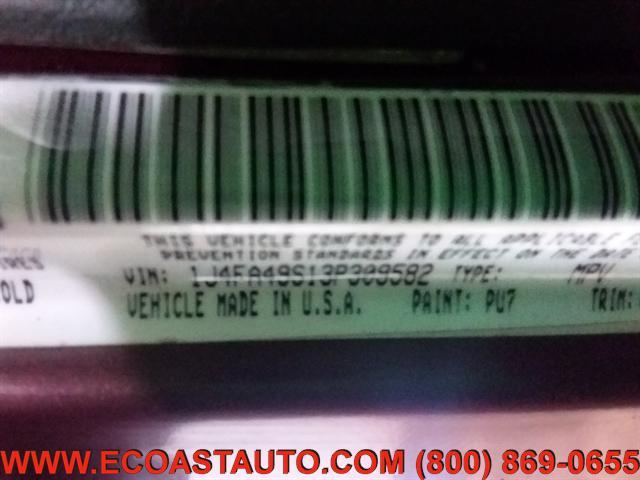 THIS VEHICLE CONFORMS TO ALL APPLICABLE
PREVENTION STANDARDS IN EFFECT ON THE DATE
VIN: 1J4FA49S13P309582 TYPE: MPV
OLD
VEHICLE MADE IN U.S.A. PAINT: PU7 TRIM:
WWW.ECOASTAUTO.COM (800) 869-0655